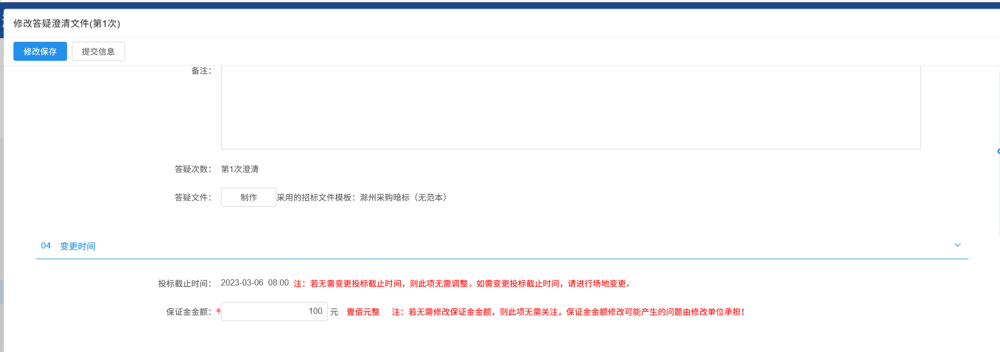 修改答疑澄清文件(第1次)
修改保存 提交信息
备注：
答疑次数： 第1次澄清
答疑文件： 制作 采用的招标文件模板：滁州采购暗标（无范本）
04 变更时间
投标截止时间： 2023-03-06 08:00 注：若无需变更投标截止时间，则此项无需调整。如需变更投标截止时间，请进行场地变更。
保证金金额：* 100 元 壹佰元整 注：若无需修改保证金金额，则此项无需关注，保证金金额修改可能产生的问题由修改单位承担！